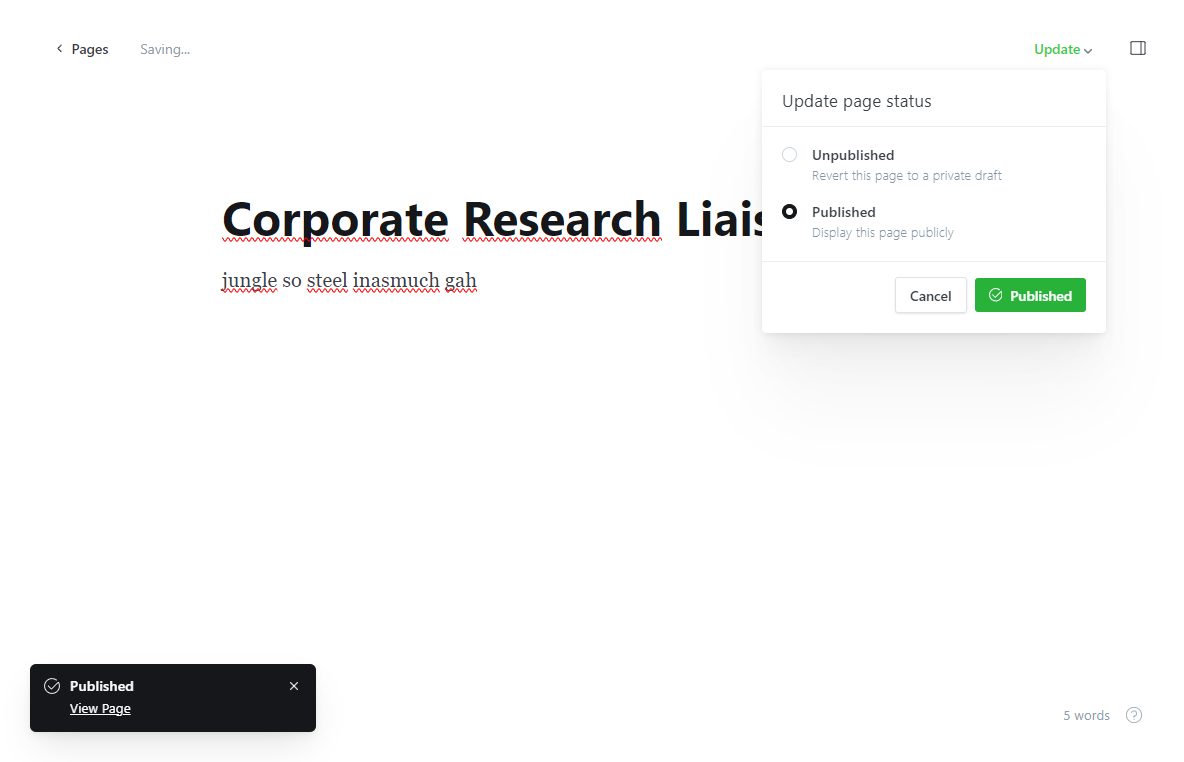 Pages
Saving...
Update
Update page status
Unpublished
Revert this page to a private draft
Published
Display this page publicly
Cancel
Published
Corporate Research
jungle so steel inasmuch gah
Published
View Page
5 words